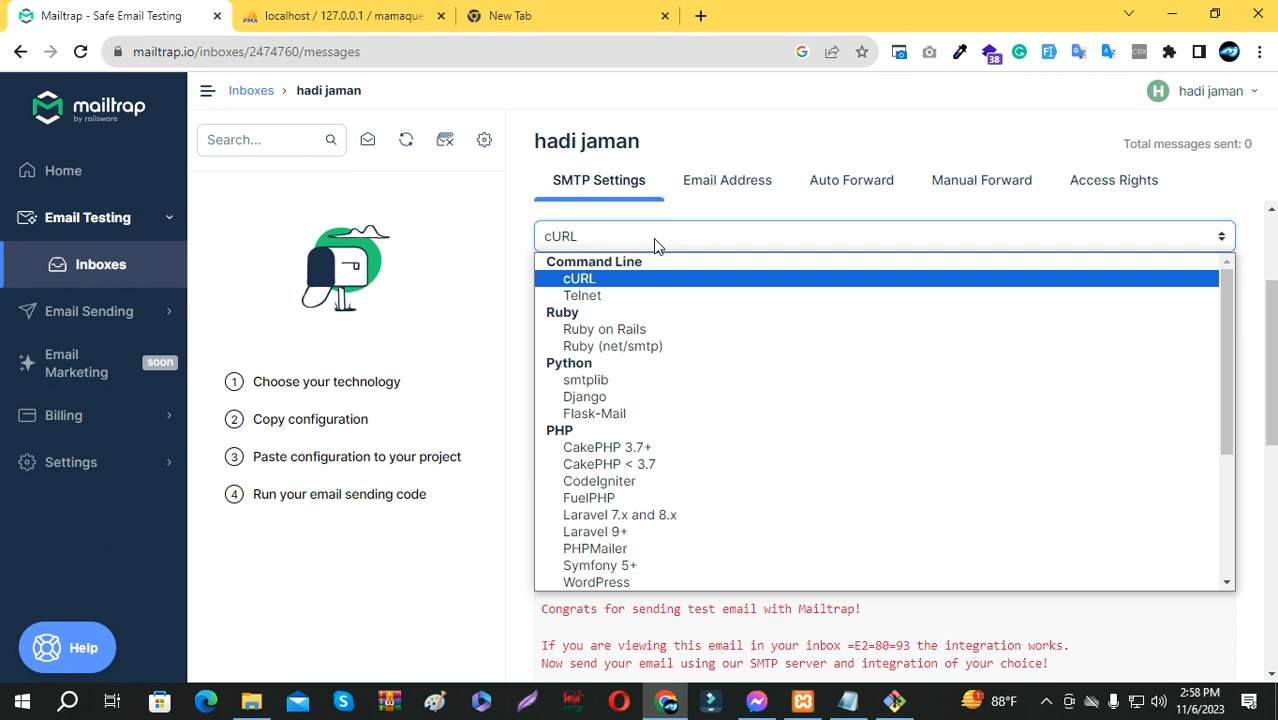 Mailtrap - Safe Email Testing
localhost / 127.0.0.1 / mamaque
New Tab
mailtrap.io/inboxes/2474760/messages
38
CRX
mailtrap
by railsware
Inboxes › hadi jaman
H hadi jaman
Home
Search...
hadi jaman
Total messages sent: 0
SMTP Settings
Email Address
Auto Forward
Manual Forward
Access Rights
Email Testing
Inboxes
Email Sending
Email Marketing
soon
Billing
Settings
Help
1 Choose your technology
2 Copy configuration
3 Paste configuration to your project
4 Run your email sending code
cURL
Command Line
cURL
Telnet
Ruby
Ruby on Rails
Ruby (net/smtp)
Python
smtplib
Django
Flask-Mail
PHP
CakePHP 3.7+
CakePHP < 3.7
CodeIgniter
FuelPHP
Laravel 7.x and 8.x
Laravel 9+
PHPMailer
Symfony 5+
WordPress
Congrats for sending test email with Mailtrap!
If you are viewing this email in your inbox =E2=80=93 the integration works.
Now send your email using our SMTP server and integration of your choice!
1
88°F
2:58 PM
11/6/2023